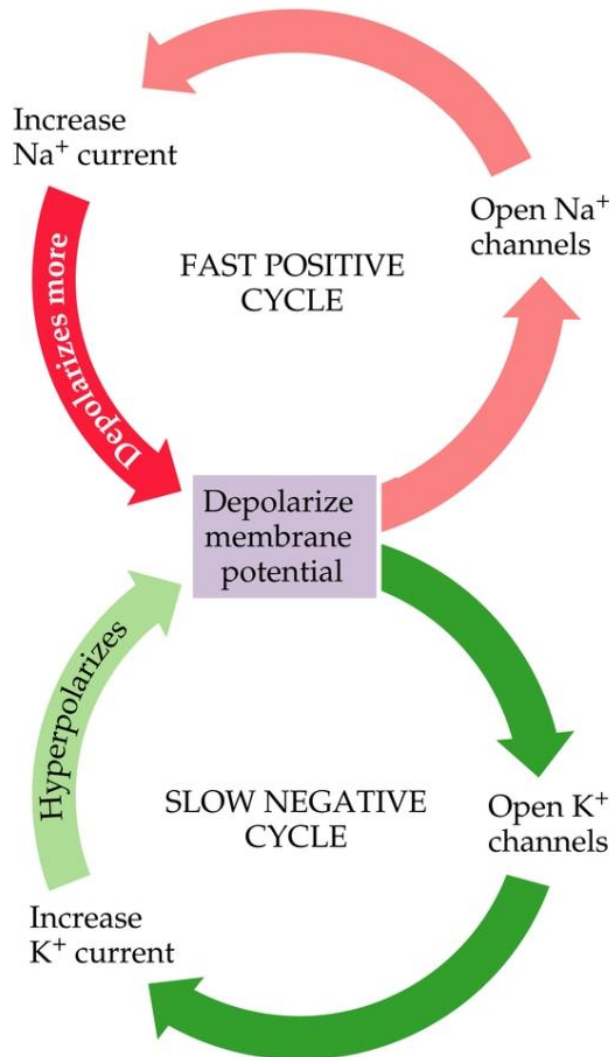 Increase
Na⁺ current
Open Na⁺
channels
FAST POSITIVE
CYCLE
Depolarizes more
Depolarize
membrane
potential
Hyperpolarizes
SLOW NEGATIVE
CYCLE
Open K⁺
channels
Increase
K⁺ current